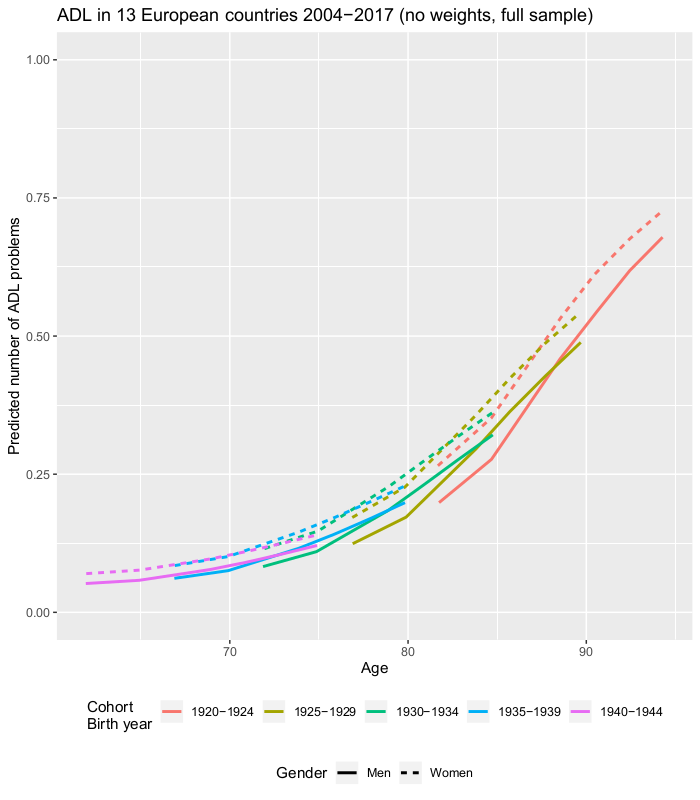 ADL in 13 European countries 2004−2017 (no weights, full sample)
1.00
0.75
0.50
0.25
0.00
Predicted number of ADL problems
70 80 90
Age
Cohort
Birth year
1920−1924 1925−1929 1930−1934 1935−1939 1940−1944
Gender Men Women